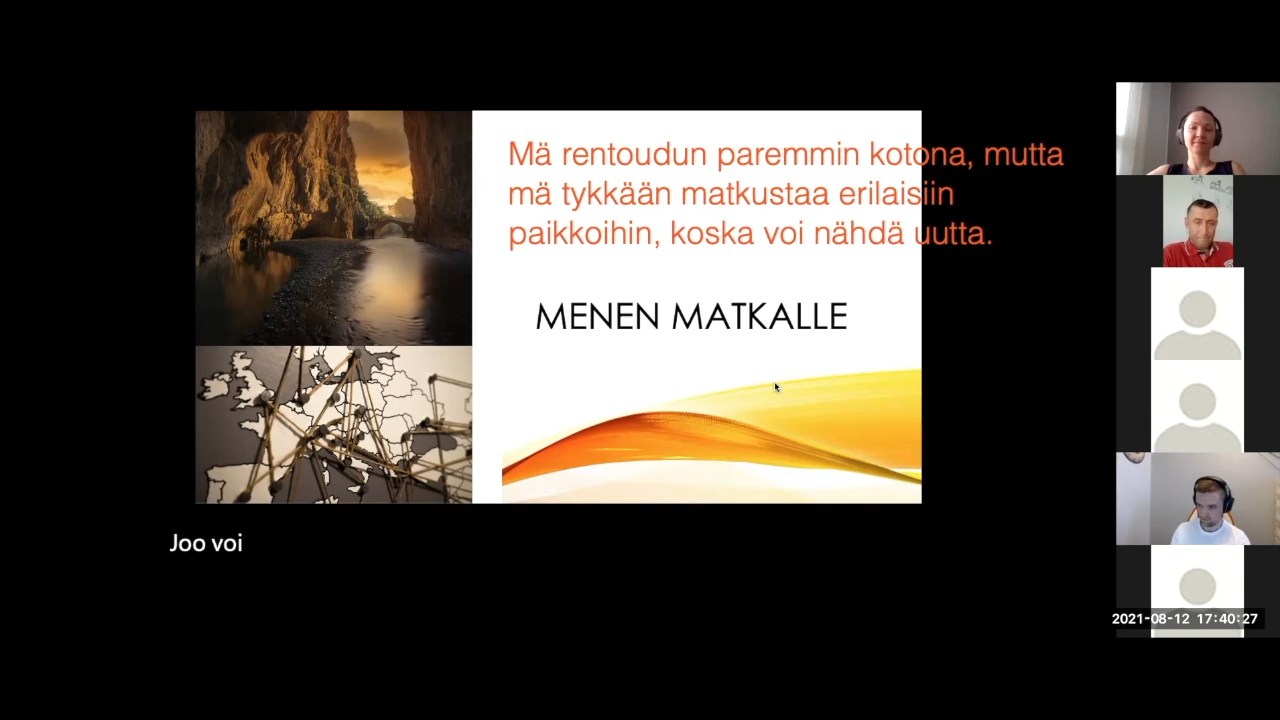 Mä rentoudun paremmin kotona, mutta
mä tykkään matkustaa erilaisiin
paikkoihin, koska voi nähdä uutta.
MENEN MATKALLE
Joo voi
2021-08-12 17:40:27